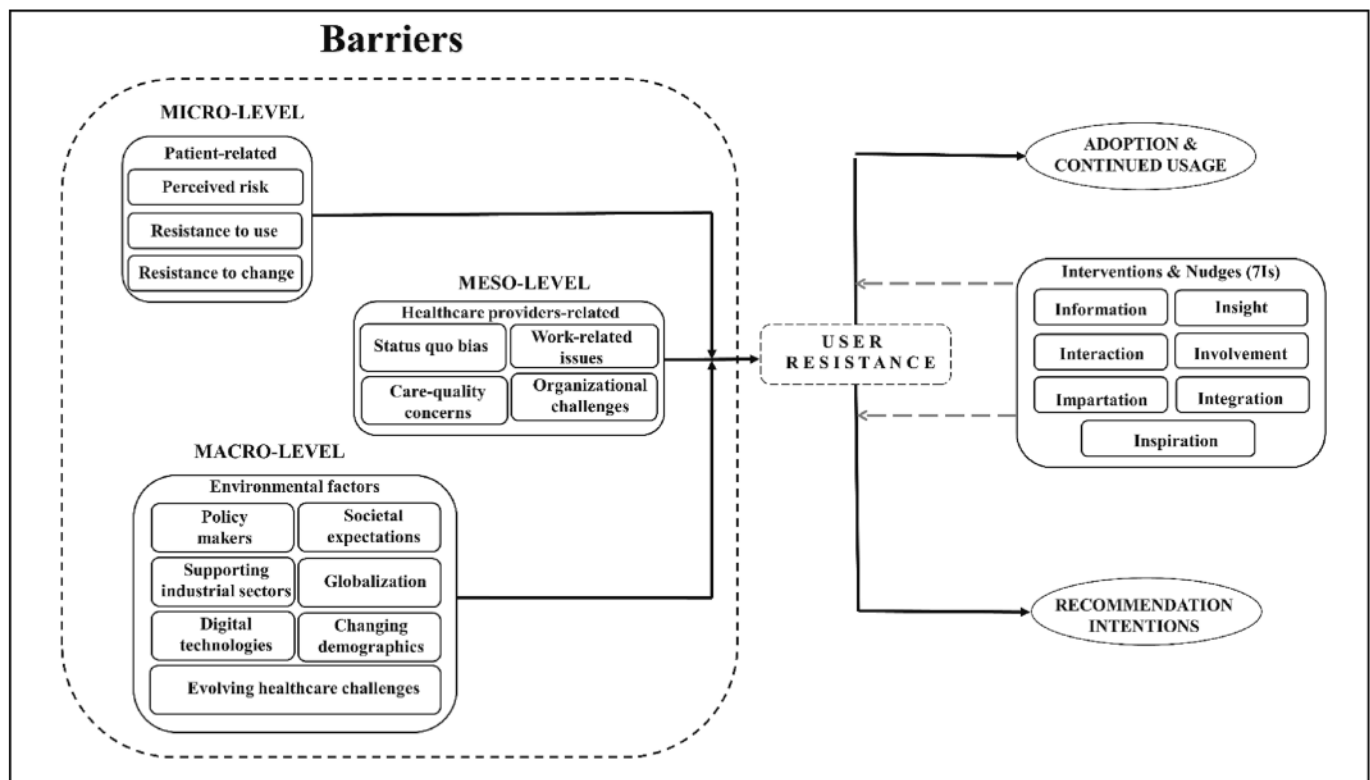 Barriers
MICRO-LEVEL
Patient-related
Perceived risk
Resistance to use
Resistance to change
MESO-LEVEL
Healthcare providers-related
Status quo bias
Work-related
issues
Care-quality
concerns
Organizational
challenges
MACRO-LEVEL
Environmental factors
Policy
makers
Societal
expectations
Supporting
industrial sectors
Globalization
Digital
technologies
Changing
demographics
Evolving healthcare challenges
USER
RESISTANCE
ADOPTION &
CONTINUED USAGE
Interventions & Nudges (7Is)
Information
Insight
Interaction
Involvement
Impartation
Integration
Inspiration
RECOMMENDATION
INTENTIONS